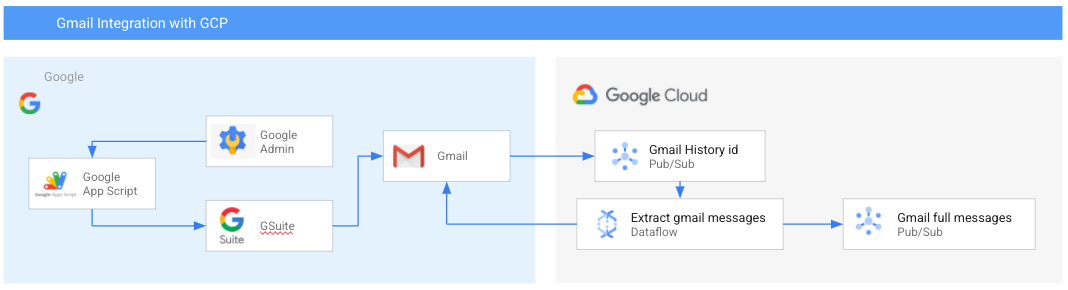 Gmail Integration with GCP
Google
Google Cloud
Google
Admin
Google
App Script
Google Apps Script
Gmail
GSuite
Suite
Gmail History id
Pub/Sub
Extract gmail messages
Dataflow
Gmail full messages
Pub/Sub